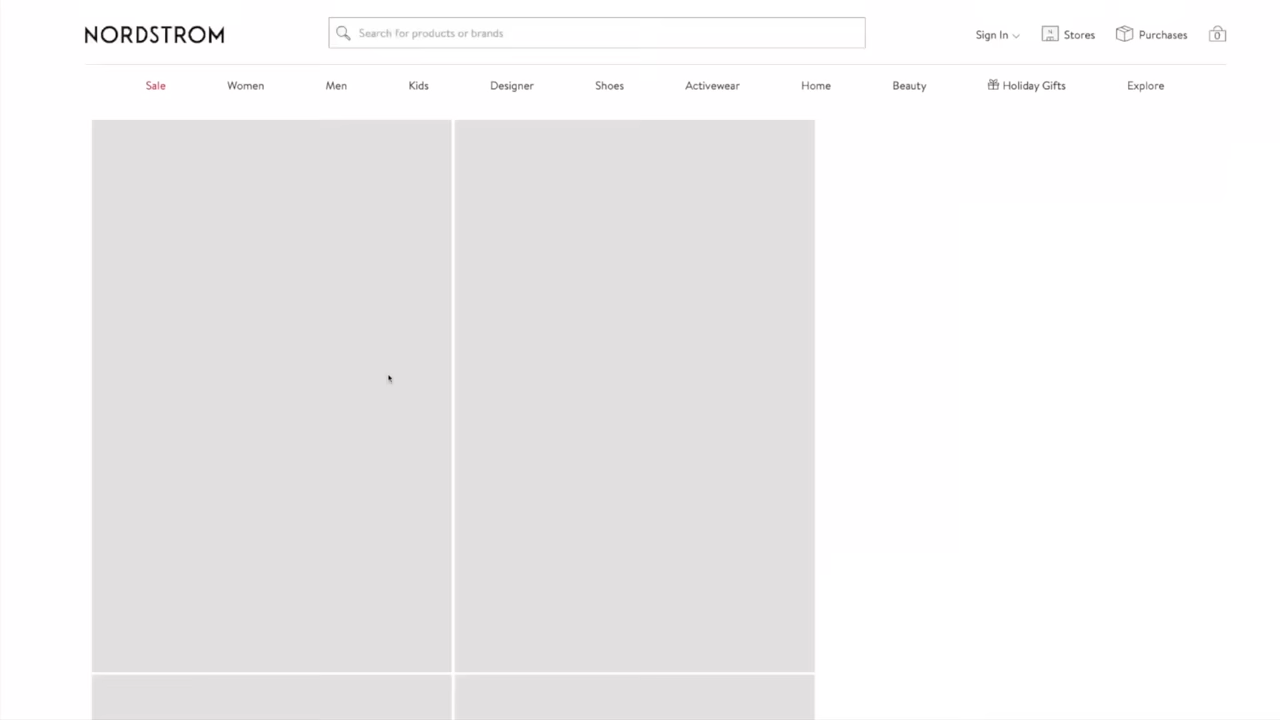 NORDSTROM
Search for products or brands
Sign In
Stores
Purchases
0
Sale
Women
Men
Kids
Designer
Shoes
Activewear
Home
Beauty
Holiday Gifts
Explore